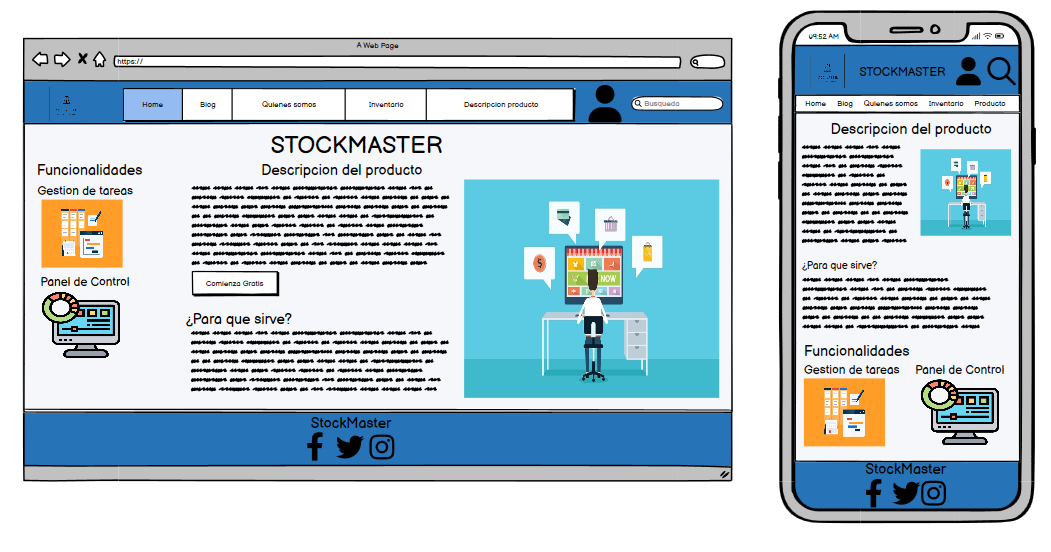 A Web Page
https://
Home
Blog
Quienes somos
Inventario
Descripcion producto
Busqueda
STOCKMASTER
Funcionalidades
Descripcion del producto
Gestion de tareas
Panel de Control
Comienza Gratis
¿Para que sirve?
NOW
StockMaster
09:52 AM
STOCKMASTER
Home
Blog
Quienes somos
Inventario
Producto
Descripcion del producto
¿Para que sirve?
Funcionalidades
Gestion de tareas
Panel de Control
StockMaster